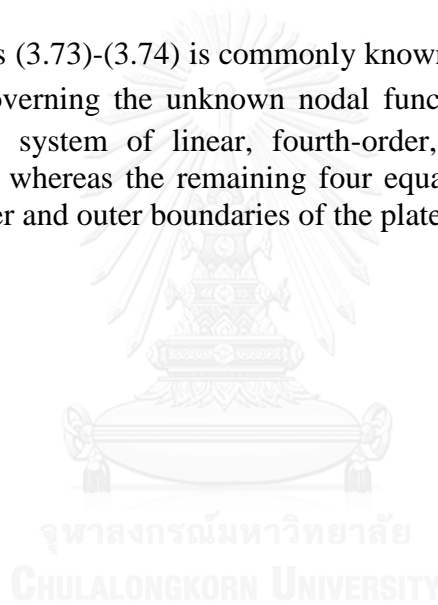 s (3.73)-(3.74) is commonly known
overning the unknown nodal func
system of linear, fourth-order,
whereas the remaining four equa
er and outer boundaries of the plate
จุฬาลงกรณ์มหาวิทยาลัย
CHULALONGKORN UNIVERSITY